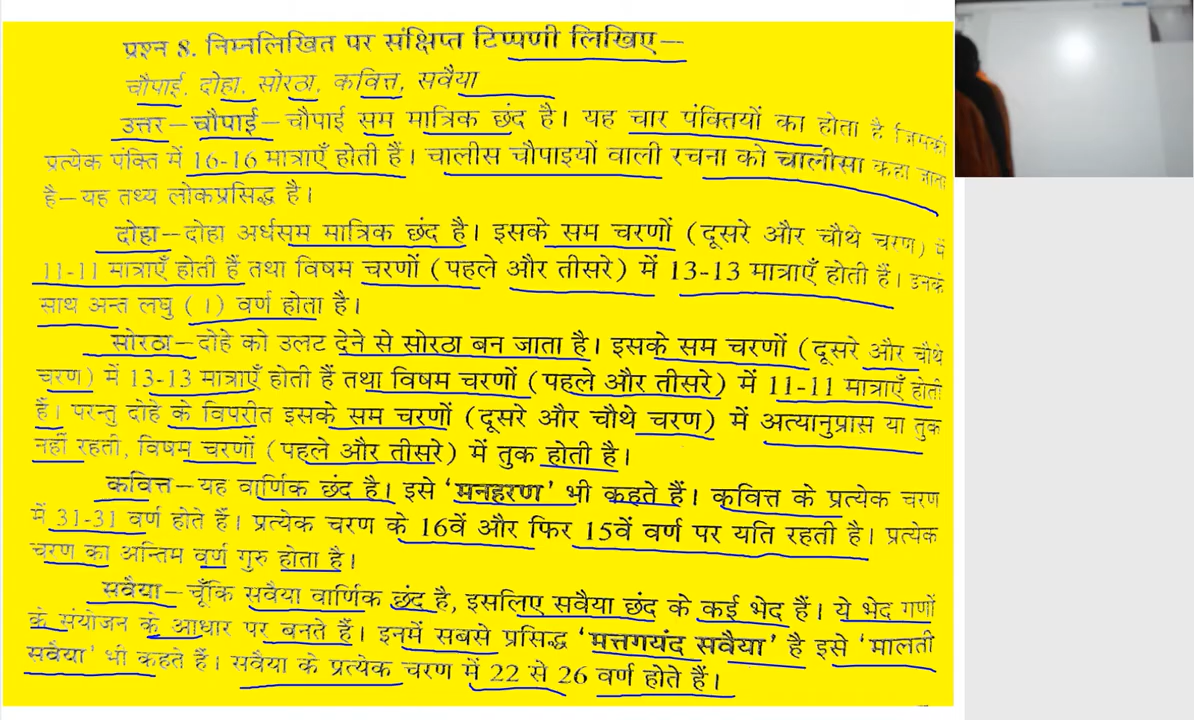 प्रश्न 8. निम्नलिखित पर संक्षिप्त टिप्पणी लिखिए–
चौपाई, दोहा, सोरठा, कवित्त, सवैया
उत्तर–चौपाई–चौपाई सम मात्रिक छंद है। यह चार पंक्तियों का होता है जिसकी
प्रत्येक पंक्ति में 16-16 मात्राएँ होती हैं। चालीस चौपाइयों वाली रचना को चालीसा कहा जाता
है–यह तथ्य लोकप्रसिद्ध है।
दोहा–दोहा अर्धसम मात्रिक छंद है। इसके सम चरणों (दूसरे और चौथे चरण) में
11-11 मात्राएँ होती हैं तथा विषम चरणों (पहले और तीसरे) में 13-13 मात्राएँ होती हैं। उनके
साथ अन्त लघु (।) वर्ण होता है।
सोरठा–दोहे को उलट देने से सोरठा बन जाता है। इसके सम चरणों (दूसरे और चौथे
चरण) में 13-13 मात्राएँ होती हैं तथा विषम चरणों (पहले और तीसरे) में 11-11 मात्राएँ होती
हैं। परन्तु दोहे के विपरीत इसके सम चरणों (दूसरे और चौथे चरण) में अत्यानुप्रास या तुक
नहीं रहती, विषम चरणों (पहले और तीसरे) में तुक होती है।
कवित्त–यह वार्णिक छंद है। इसे 'मनहरण' भी कहते हैं। कवित्त के प्रत्येक चरण
में 31-31 वर्ण होते हैं। प्रत्येक चरण के 16वें और फिर 15वें वर्ण पर यति रहती है। प्रत्येक
चरण का अन्तिम वर्ण गुरु होता है।
सवैया–चूँकि सवैया वार्णिक छंद है, इसलिए सवैया छंद के कई भेद हैं। ये भेद गणों
के संयोजन के आधार पर बनते हैं। इनमें सबसे प्रसिद्ध 'मत्तगयंद सवैया' है इसे 'मालती
सवैया' भी कहते हैं। सवैया के प्रत्येक चरण में 22 से 26 वर्ण होते हैं।